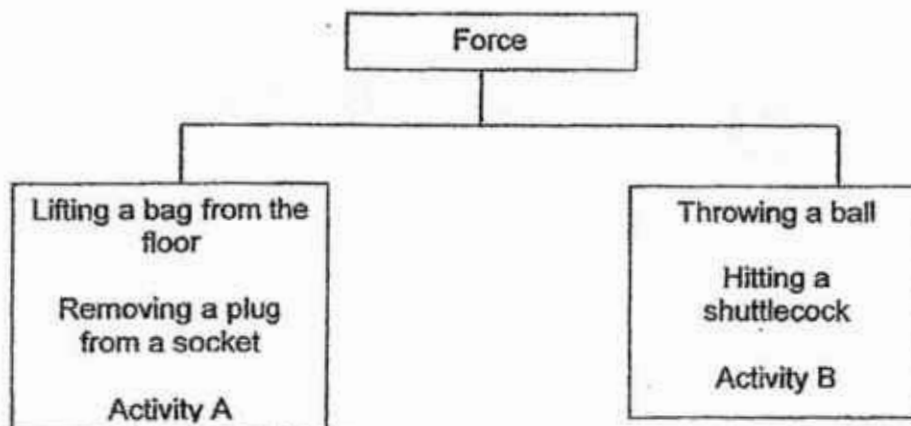 Force
Lifting a bag from the
floor
Removing a plug
from a socket
Activity A
Throwing a ball
Hitting a
shuttlecock
Activity B